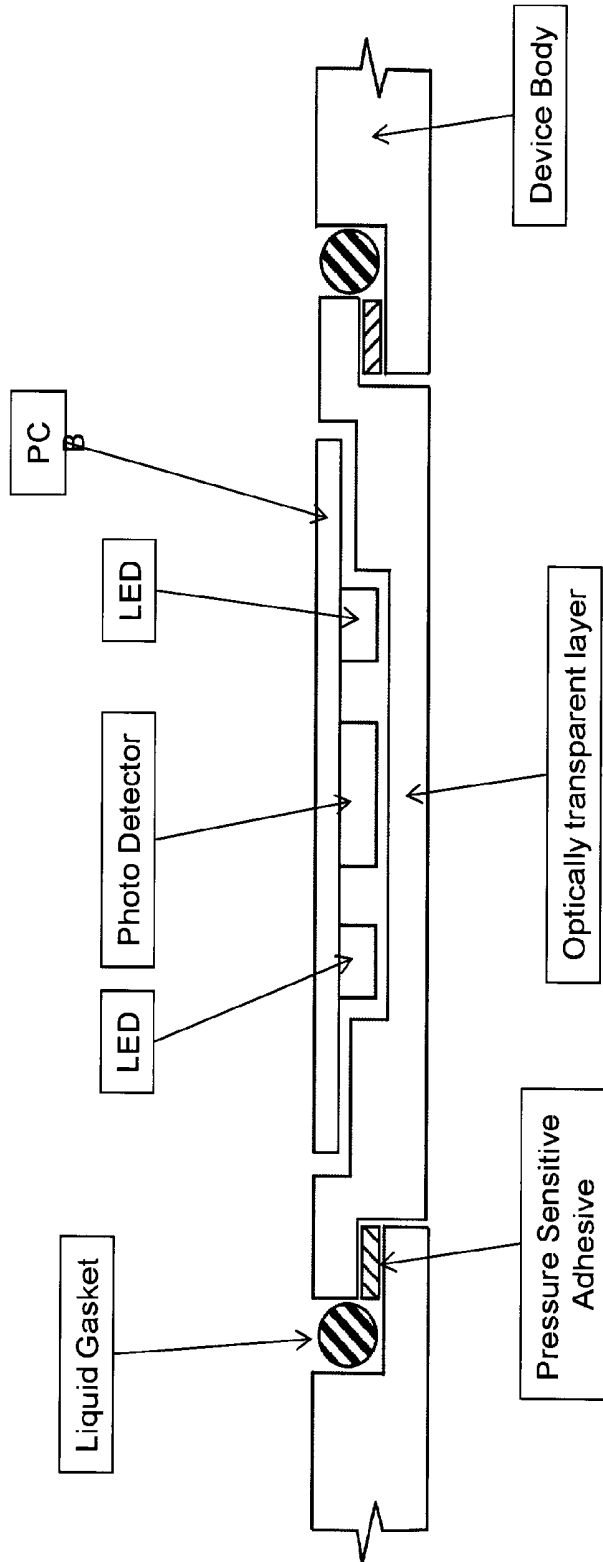 Liquid Gasket
LED
Photo Detector
LED
PC
B
Pressure Sensitive
Adhesive
Optically transparent layer
Device Body